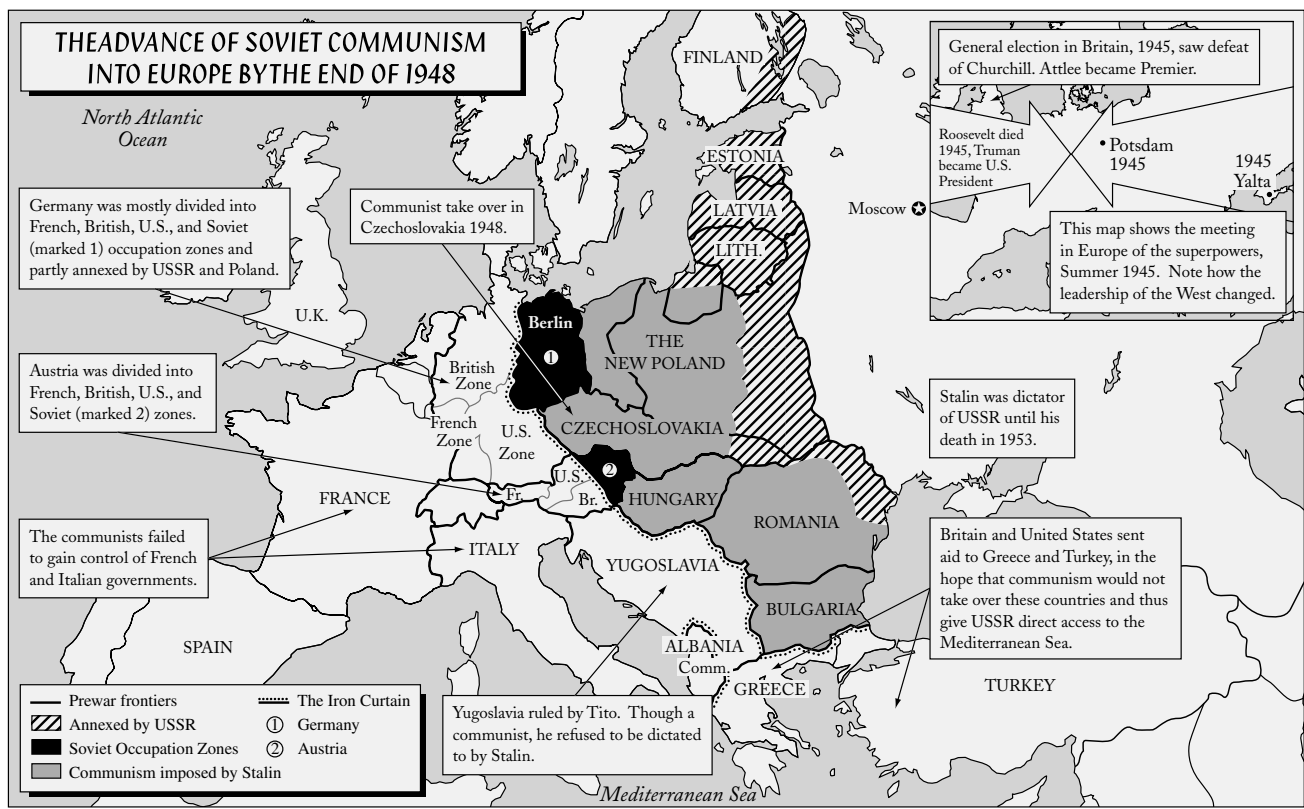 THEADVANCE OF SOVIET COMMUNISM
INTO EUROPE BYTHE END OF 1948
North Atlantic
Ocean
FINLAND
General election in Britain, 1945, saw defeat
of Churchill. Attlee became Premier.
Roosevelt died
1945, Truman
became U.S.
President
Potsdam
1945
1945
Yalta
This map shows the meeting
in Europe of the superpowers,
Summer 1945. Note how the
leadership of the West changed.
ESTONIA
LATVIA
LITH.
Moscow
Germany was mostly divided into
French, British, U.S., and Soviet
(marked 1) occupation zones and
partly annexed by USSR and Poland.
Communist take over in
Czechoslovakia 1948.
U.K.
Berlin
1
THE
NEW POLAND
British
Zone
Austria was divided into
French, British, U.S., and
Soviet (marked 2) zones.
French
Zone
U.S.
Zone
CZECHOSLOVAKIA
Stalin was dictator
of USSR until his
death in 1953.
2
U.S.
Fr.
Br.
HUNGARY
FRANCE
ROMANIA
The communists failed
to gain control of French
and Italian governments.
ITALY
YUGOSLAVIA
Britain and United States sent
aid to Greece and Turkey, in the
hope that communism would not
take over these countries and thus
give USSR direct access to the
Mediterranean Sea.
BULGARIA
SPAIN
ALBANIA
Comm.
GREECE
TURKEY
Prewar frontiers
Annexed by USSR
Soviet Occupation Zones
Communism imposed by Stalin
The Iron Curtain
1 Germany
2 Austria
Yugoslavia ruled by Tito. Though a
communist, he refused to be dictated
to by Stalin.
Mediterranean Sea